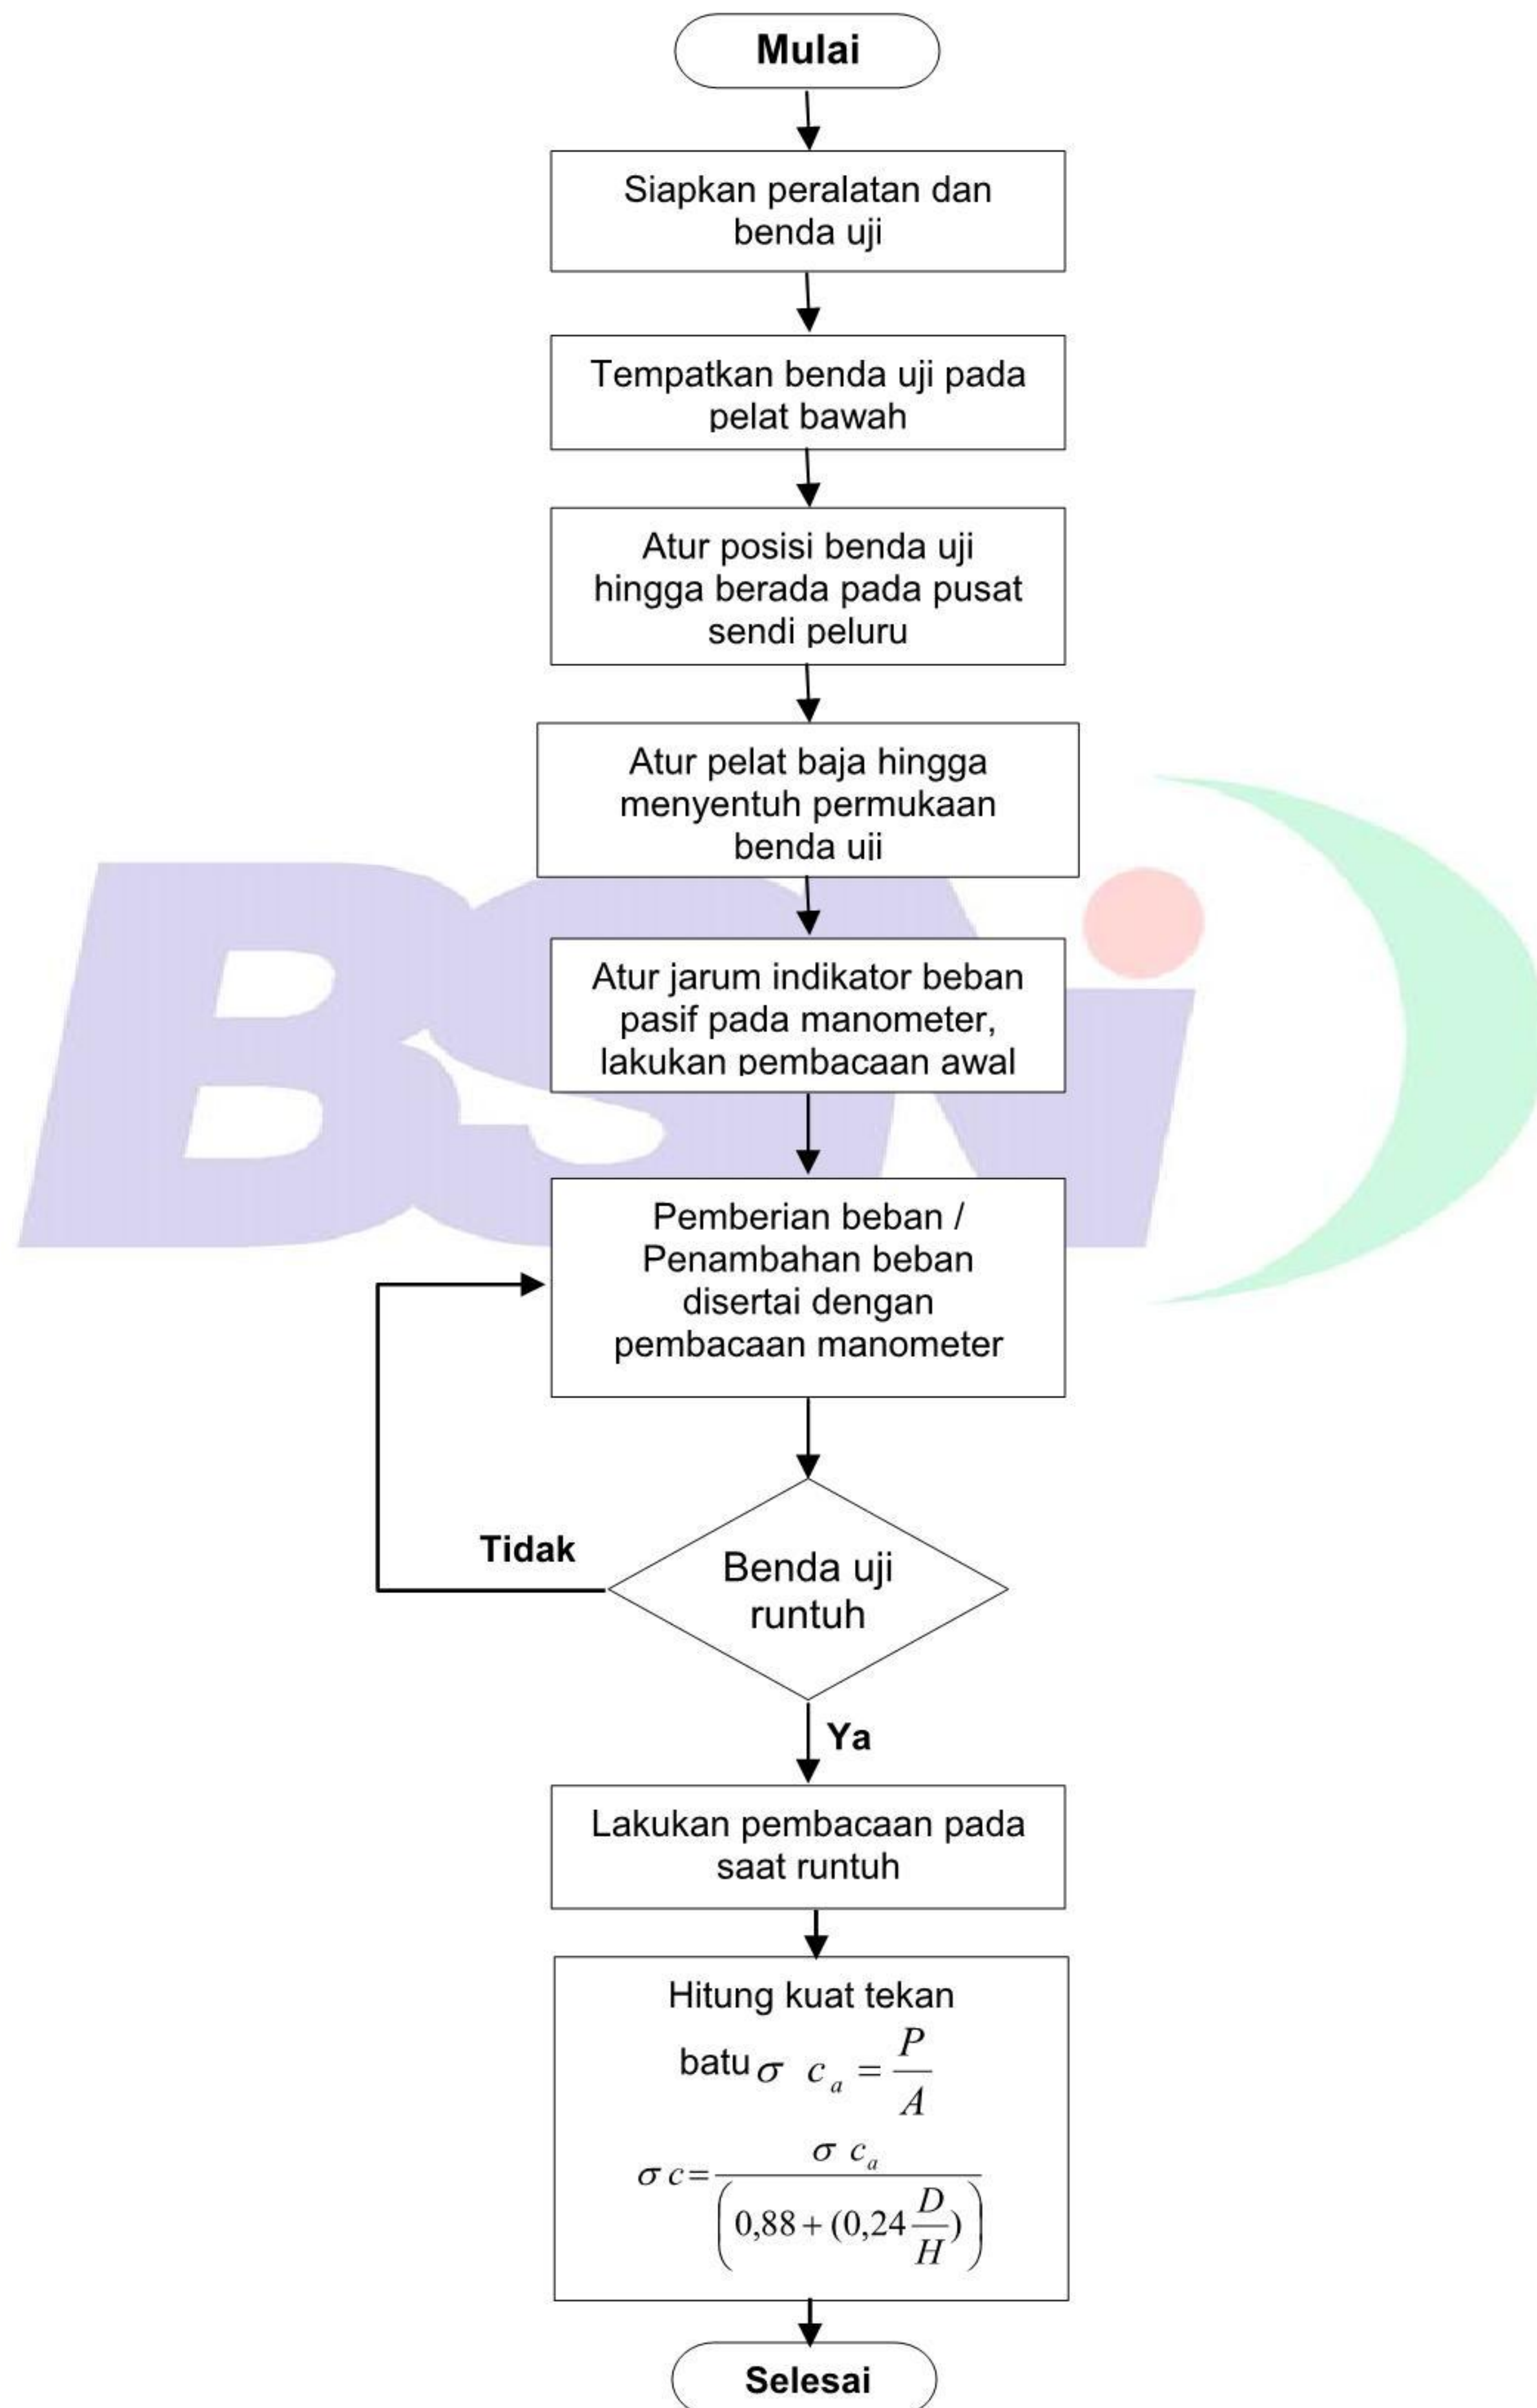 Mulai
Siapkan peralatan dan
benda uji
Tempatkan benda uji pada
pelat bawah
Atur posisi benda uji
hingga berada pada pusat
sendi peluru
Atur pelat baja hingga
menyentuh permukaan
benda uii
Atur jarum indikator beban
pasif pada manometer,
lakukan pembacaan awal
Pemberian beban /
Penambahan beban
disertai dengan
pembacaan manometer
Tidak
Benda uji
runtuh
Ya
Lakukan pembacaan pada
saat runtuh
Hitung kuat tekan
batu σ c_a = P/A
σ c = σ c_a / (0,88 + (0,24 D/H))
Selesai
BSNi